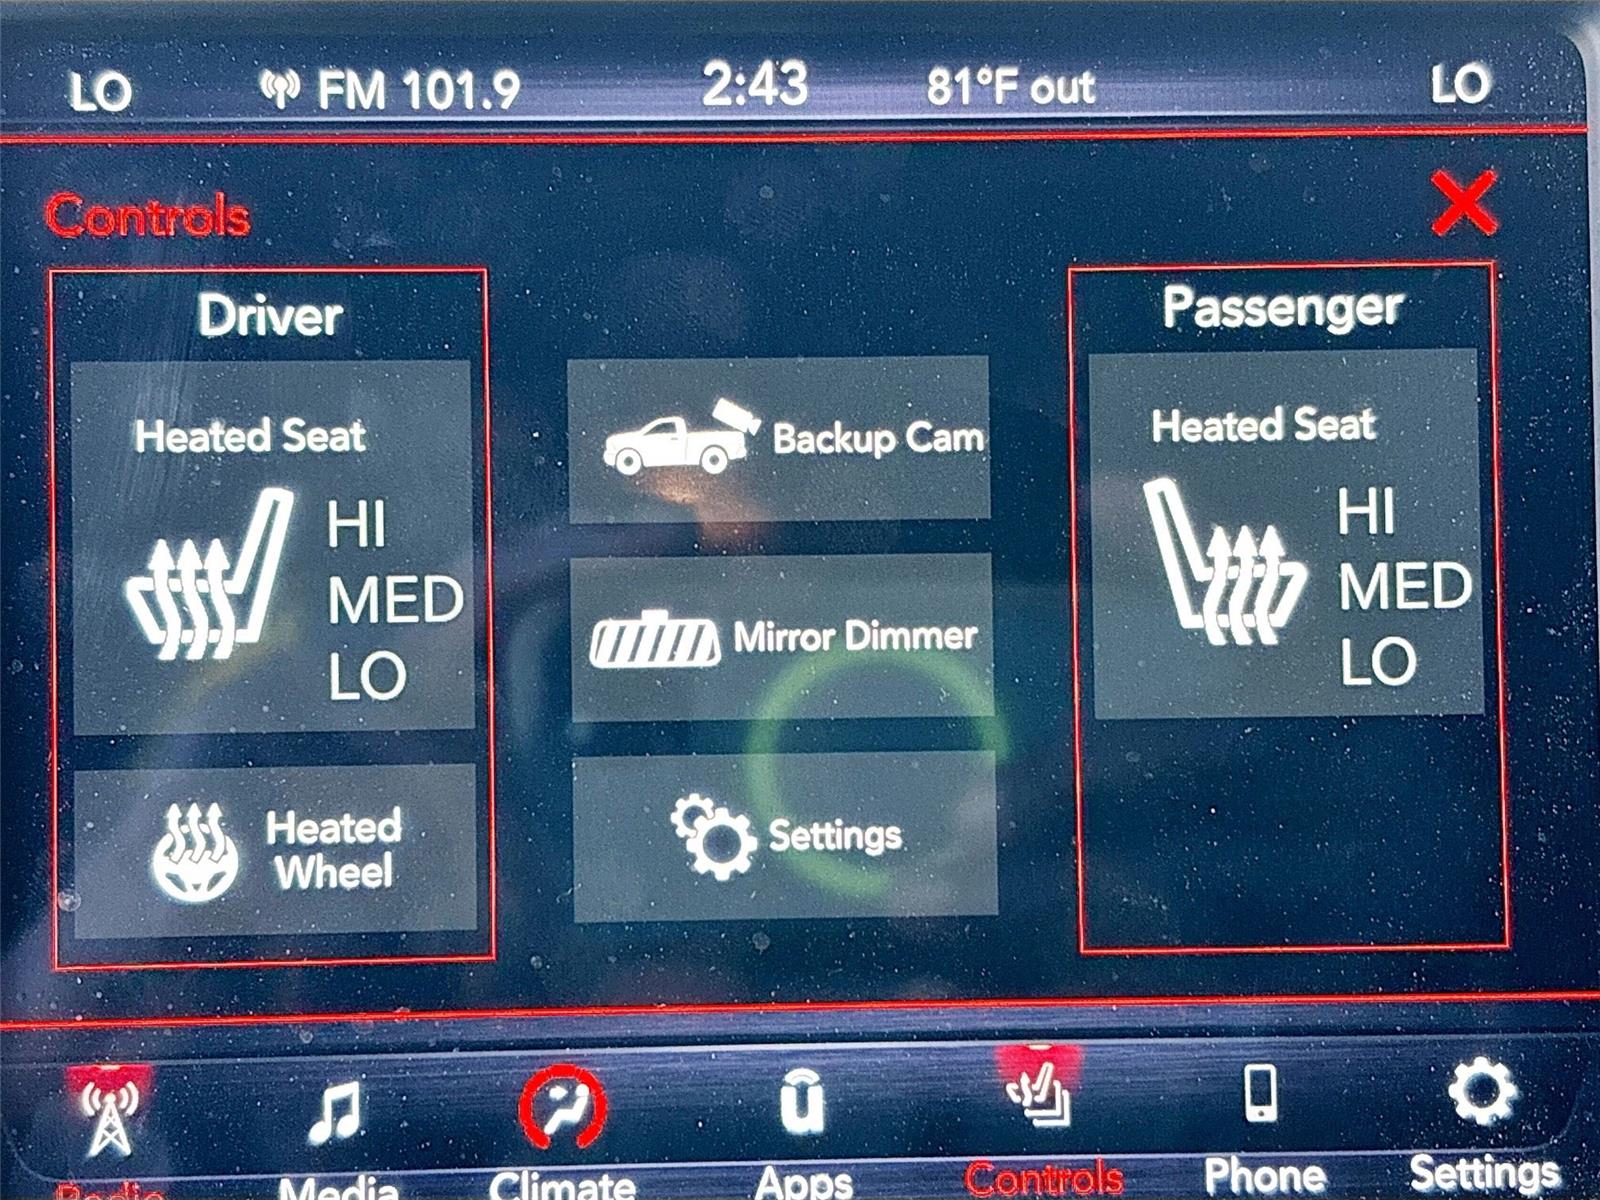 LO FM 101.9 2:43 81°F out LO
Controls
Driver
Heated Seat
HI
MED
LO
Heated
Wheel
Backup Cam
Mirror Dimmer
Settings
Passenger
Heated Seat
HI
MED
LO
Radio Media Climate Apps Controls Phone Settings